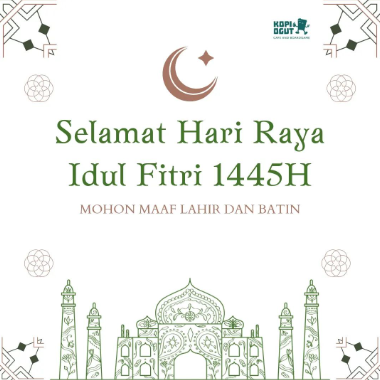 KOPI
OGUT
Selamat Hari Raya
Idul Fitri 1445H
MOHON MAAF LAHIR DAN BATIN